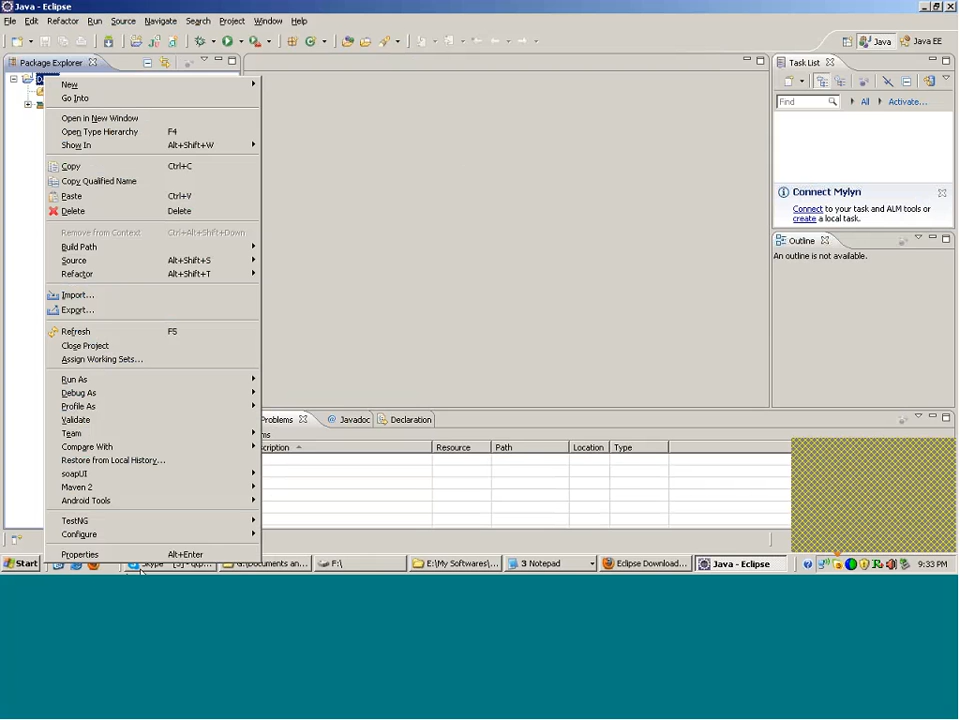 Java - Eclipse
File Edit Refactor Run Source Navigate Search Project Window Help
Java Java EE
Package Explorer
Task List
New
Go Into
Find All Activate...
Open in New Window
Open Type Hierarchy F4
Show In Alt+Shift+W
Copy Ctrl+C
Copy Qualified Name
Paste Ctrl+V
Delete Delete
Connect Mylyn
Connect to your task and ALM tools or
create a local task.
Remove from Context Ctrl+Alt+Shift+Down
Build Path
Source Alt+Shift+S
Refactor Alt+Shift+T
Outline
An outline is not available.
Import...
Export...
Refresh F5
Close Project
Assign Working Sets...
Run As
Debug As
Profile As
Validate
Team
Compare With
Restore from Local History...
soapUI
Maven 2
Android Tools
TestNG
Configure
Properties Alt+Enter
Problems Javadoc Declaration
Resource Path Location Type
Start F:\ E:\My Softwares\... 3 Notepad Eclipse Download... Java - Eclipse 9:33 PM